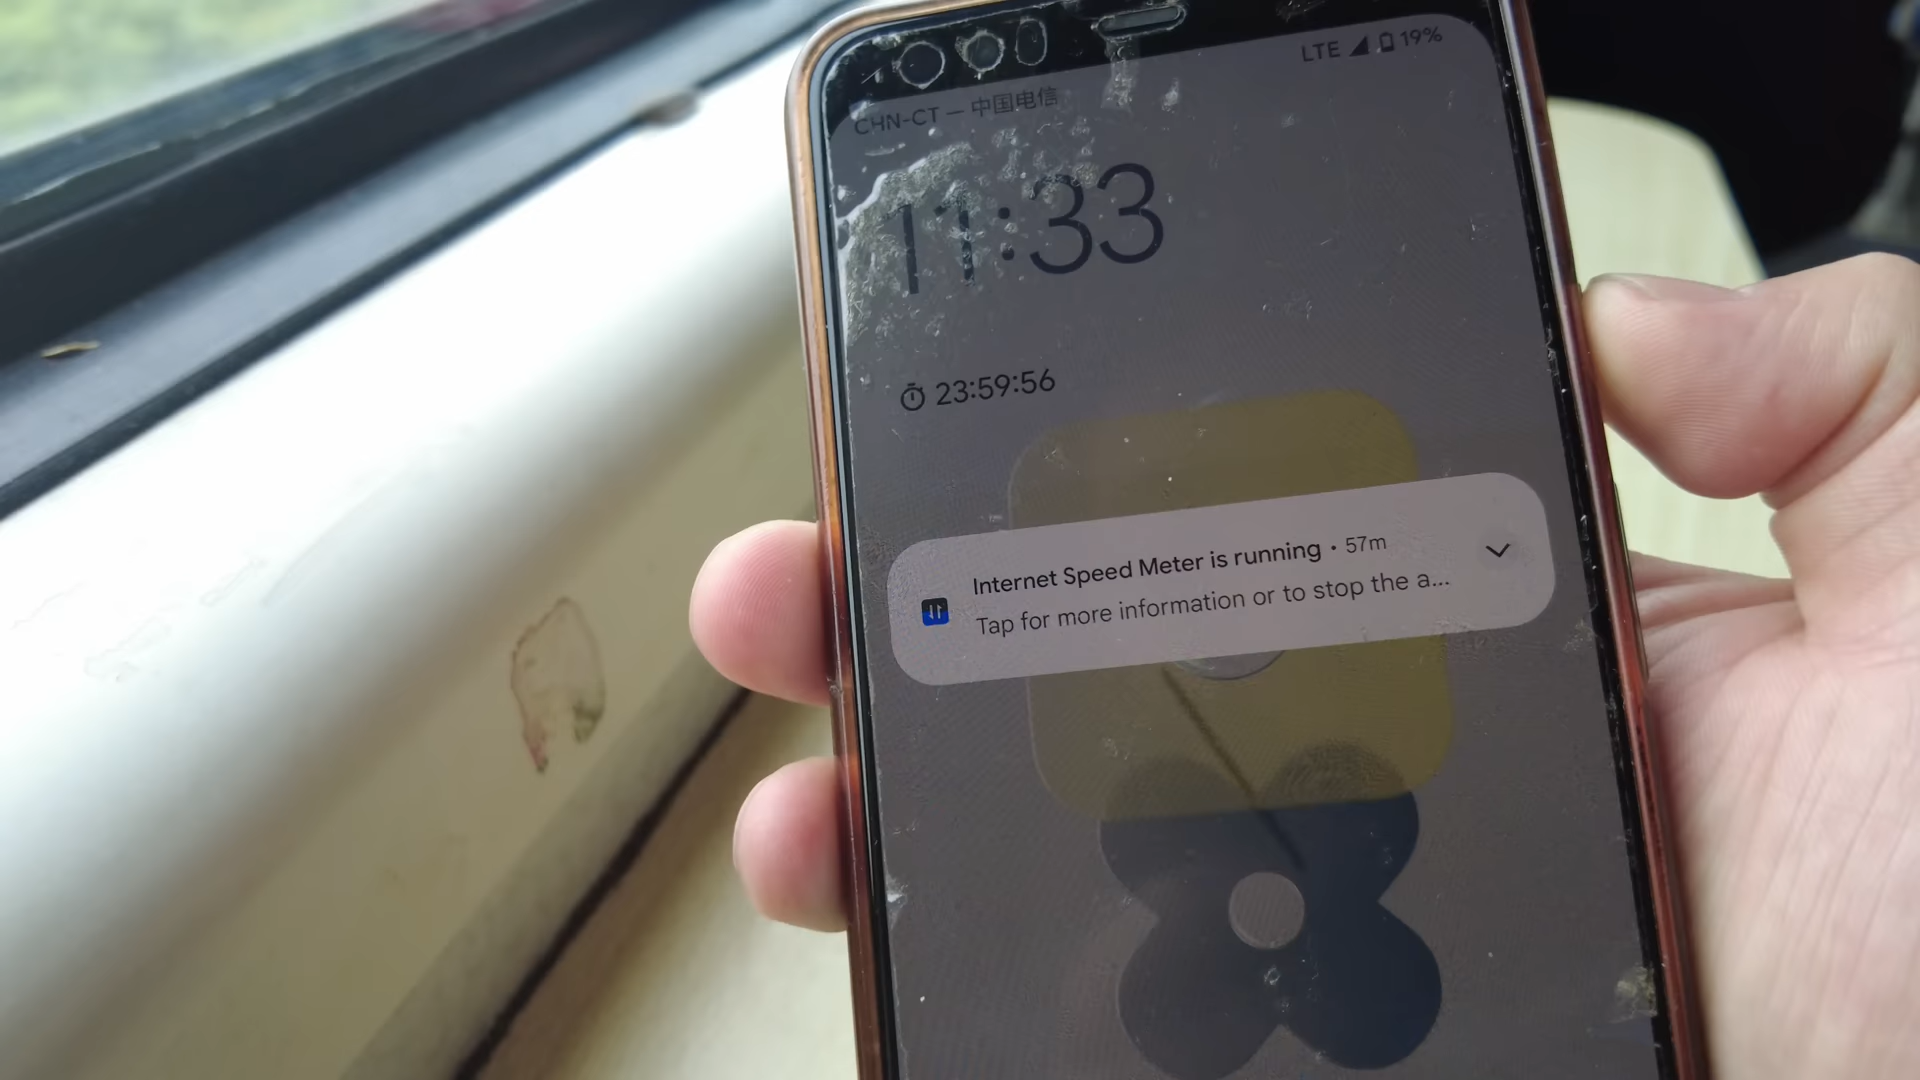 LTE 19%
CHN-CT — 中国电信
11:33
23:59:56
Internet Speed Meter is running • 57m
Tap for more information or to stop the a...